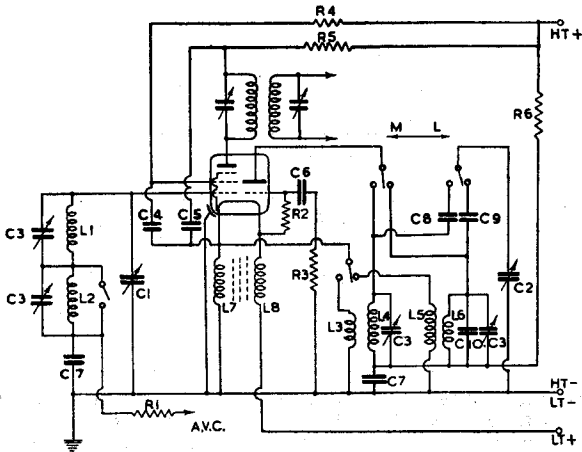 R4
HT+
R5
R6
M L
C6
C4
C5
R2
C8
C9
C3
L1
C3
L2
C1
R3
C2
L7
L8
L3
L4
C3
L5
L6
C10
C3
C7
C7
HT-
LT-
R1
A.V.C.
LT+